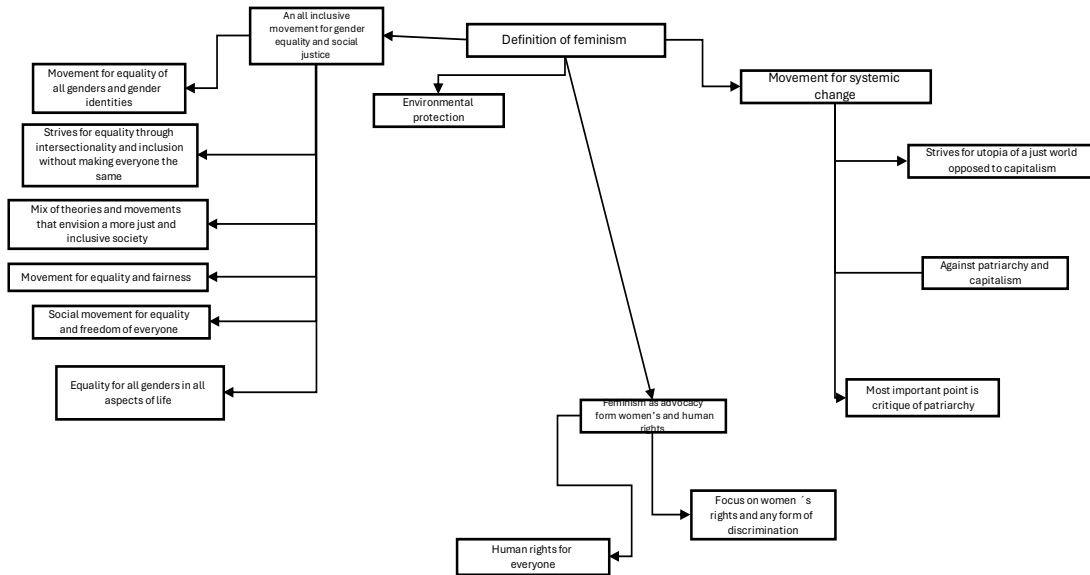 An all inclusive
movement for gender
equality and social
justice
Definition of feminism
Movement for equality of
all genders and gender
identities
Environmental
protection
Movement for systemic
change
Strives for equality through
intersectionality and inclusion
without making everyone the
same
Strives for utopia of a just world
opposed to capitalism
Mix of theories and movements
that envision a more just and
inclusive society
Movement for equality and fairness
Against patriarchy and
capitalism
Social movement for equality
and freedom of everyone
Equality for all genders in all
aspects of life
Most important point is
critique of patriarchy
Feminism as advocacy
form women's and human
rights
Focus on women ´s
rights and any form of
discrimination
Human rights for
everyone